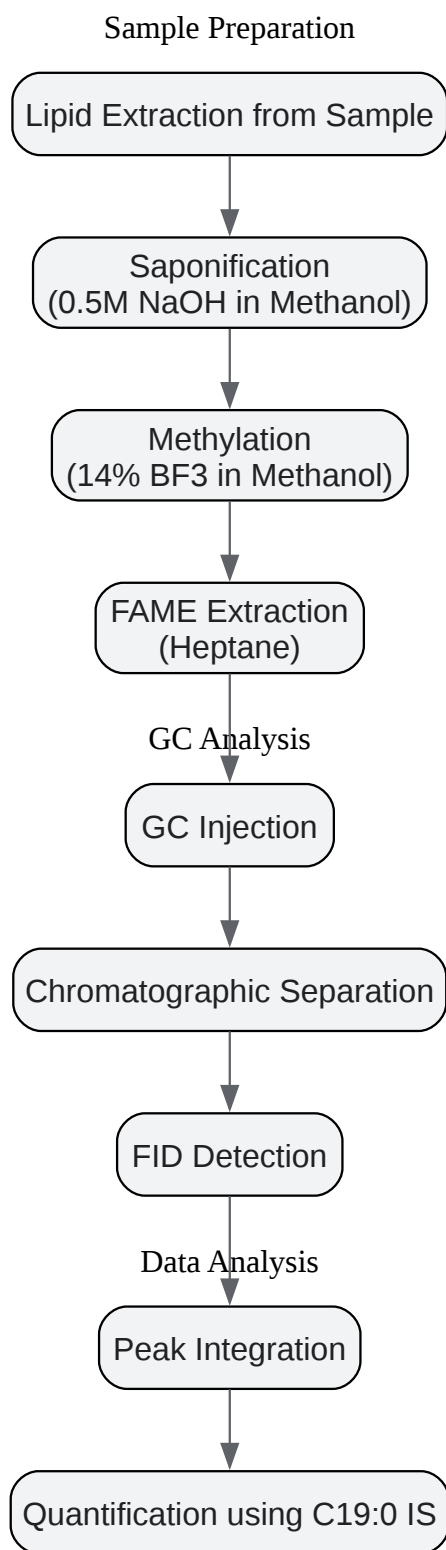 Sample Preparation
Lipid Extraction from Sample
Saponification
(0.5M NaOH in Methanol)
Methylation
(14% BF3 in Methanol)
FAME Extraction
(Heptane)
GC Analysis
GC Injection
Chromatographic Separation
FID Detection
Data Analysis
Peak Integration
Quantification using C19:0 IS